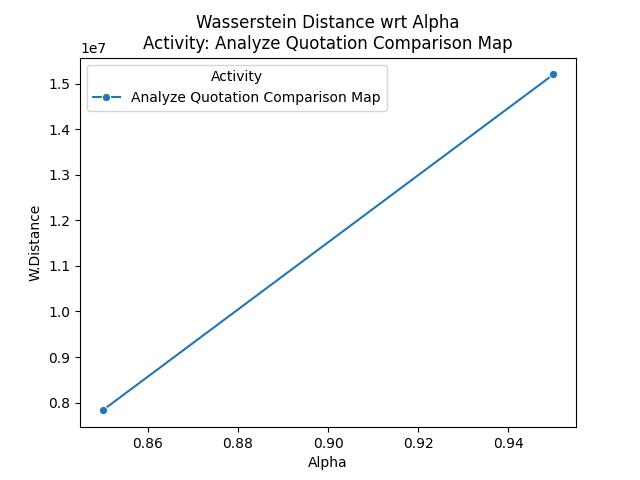 Wasserstein Distance wrt Alpha
Activity: Analyze Quotation Comparison Map
1e7
Activity
Analyze Quotation Comparison Map
1.5
1.4
1.3
1.2
1.1
1.0
0.9
0.8
W.Distance
0.86 0.88 0.90 0.92 0.94
Alpha